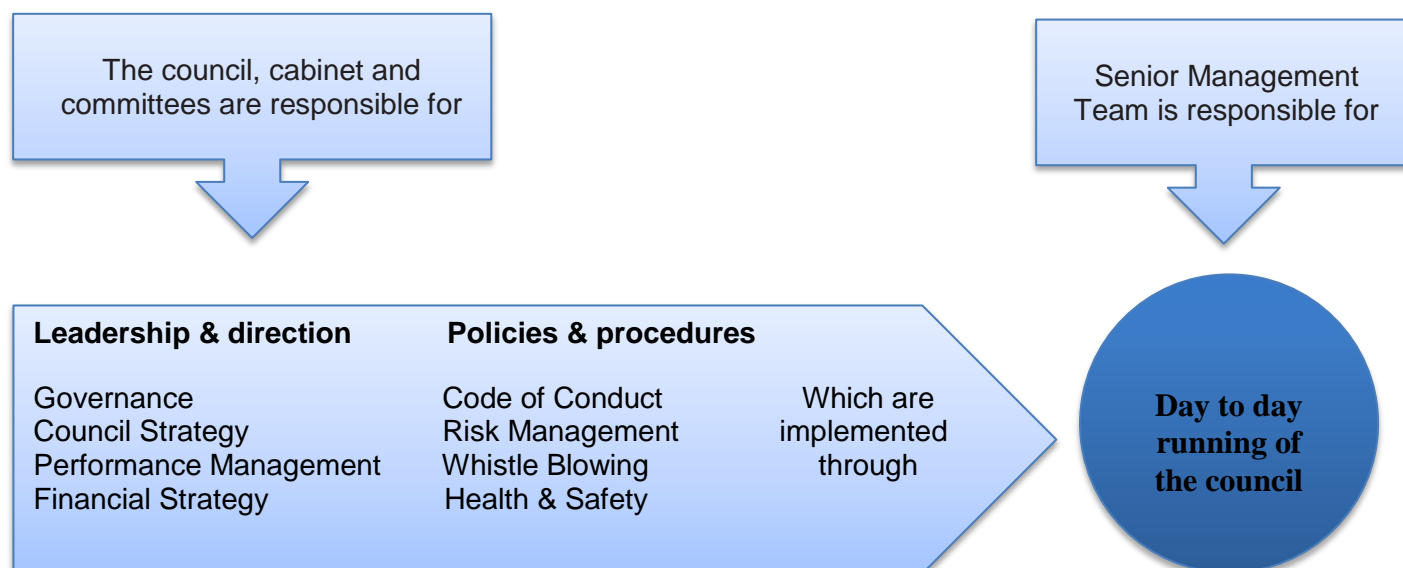 The council, cabinet and
committees are responsible for
Senior Management
Team is responsible for
Leadership & direction
Governance
Council Strategy
Performance Management
Financial Strategy
Policies & procedures
Code of Conduct
Risk Management
Whistle Blowing
Health & Safety
Which are
implemented
through
Day to day
running of
the council